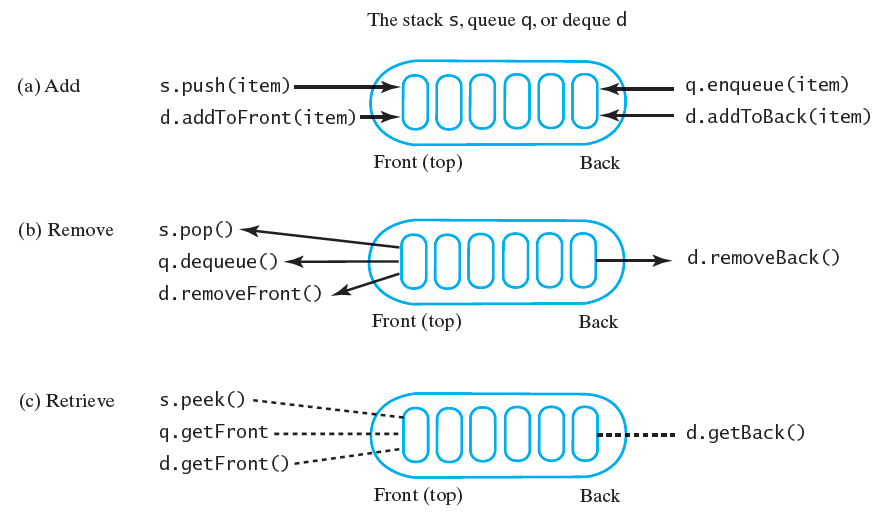 The stack s, queue q, or deque d
(a) Add
s.push(item)
q.enqueue(item)
d.addToFront(item)
d.addToBack(item)
Front (top)
Back
(b) Remove
s.pop()
q.dequeue()
d.removeBack()
d.removeFront()
Front (top)
Back
(c) Retrieve
s.peek()
q.getFront
d.getBack()
d.getFront()
Front (top)
Back